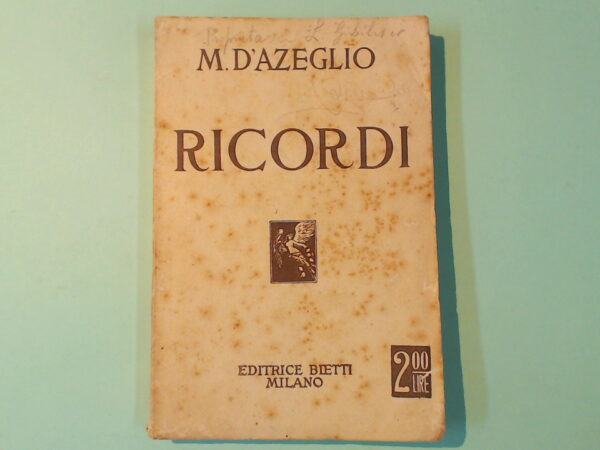 M. D'AZEGLIO
RICORDI
EDITRICE BIETTI
MILANO
2 00
LIRE